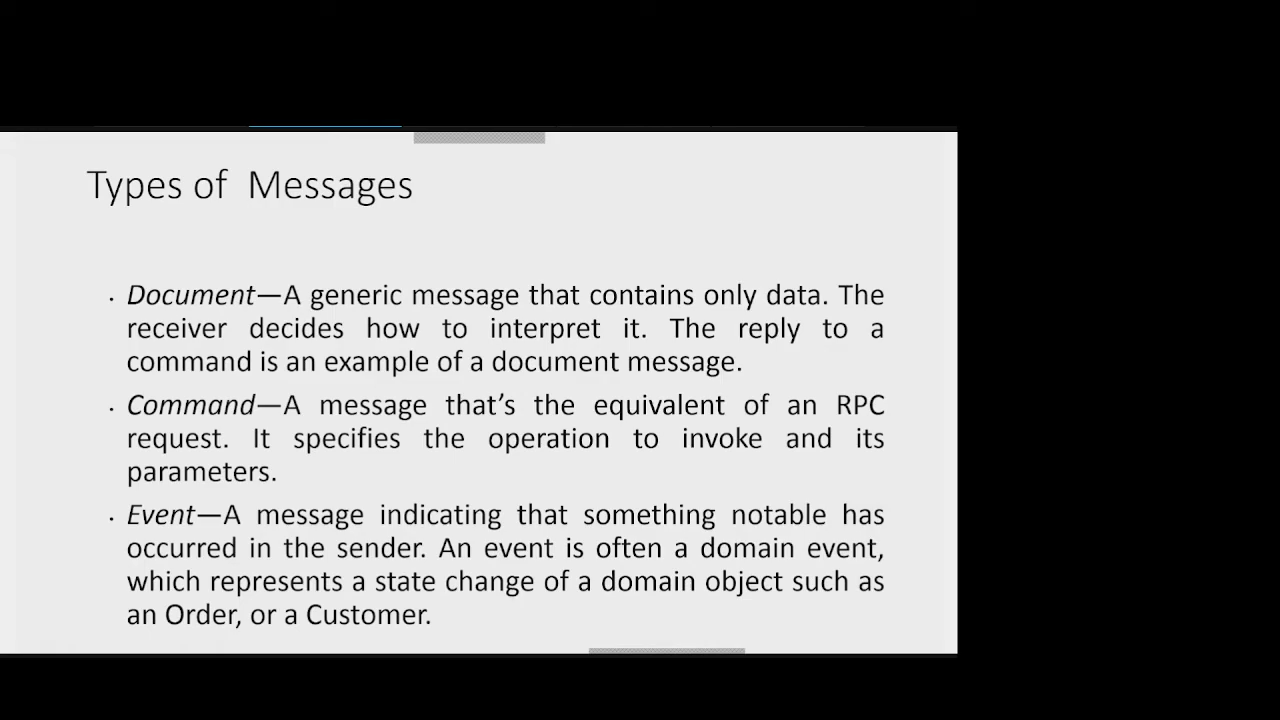 Types of Messages
· Document—A generic message that contains only data. The
receiver decides how to interpret it. The reply to a
command is an example of a document message.
· Command—A message that’s the equivalent of an RPC
request. It specifies the operation to invoke and its
parameters.
· Event—A message indicating that something notable has
occurred in the sender. An event is often a domain event,
which represents a state change of a domain object such as
an Order, or a Customer.